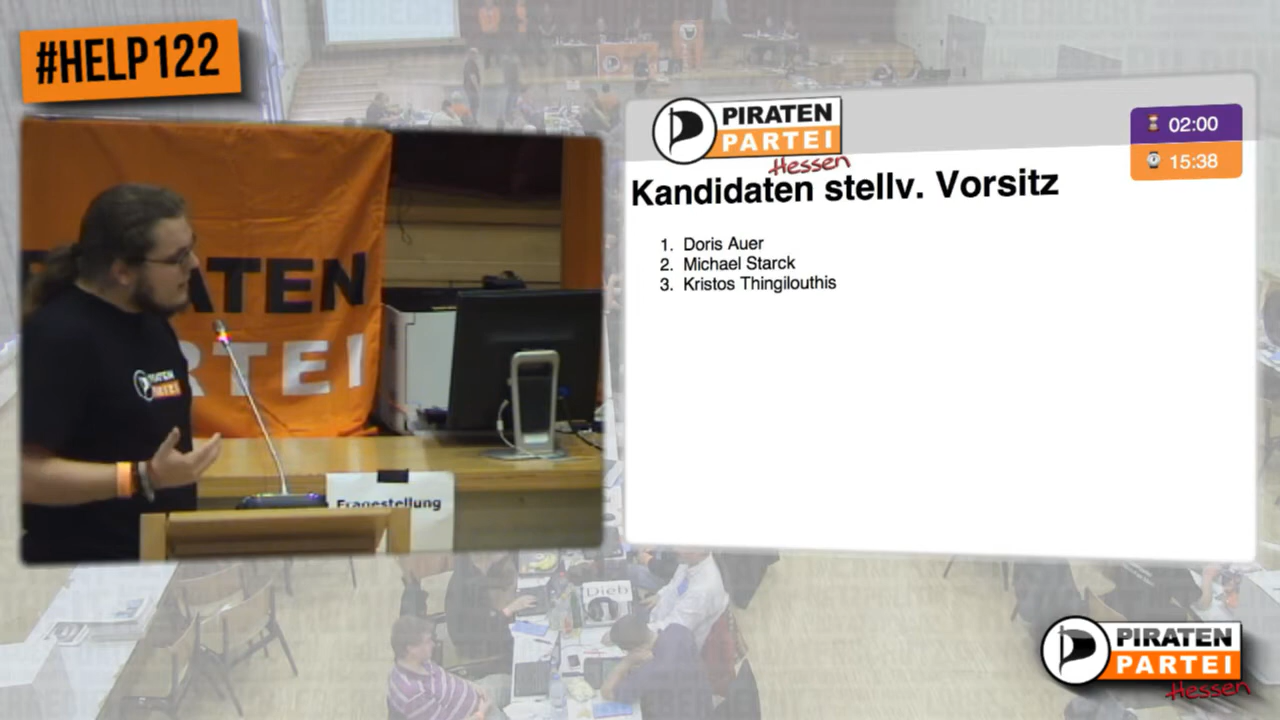 #HELP122
PIRATEN
PARTEI
Hessen
02:00
15:38
Kandidaten stellv. Vorsitz
1. Doris Auer
2. Michael Starck
3. Kristos Thingilouthis
ATEN
RTEI
PIRATEN
PARTEI
Fragestellung
Dieb
PIRATEN
PARTEI
Hessen